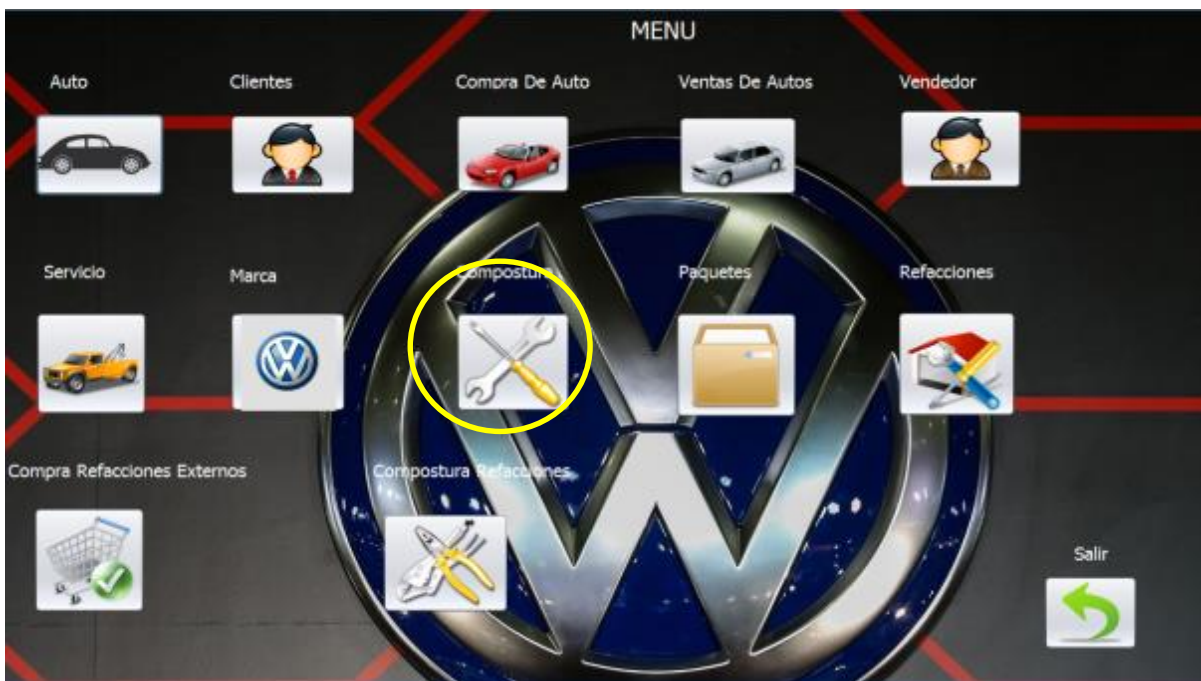 MENU
Auto
Clientes
Compra De Auto
Ventas De Autos
Vendedor
Servicio
Marca
Compostura
Paquetes
Refacciones
Compra Refacciones Externos
Compostura Refacciones
Salir